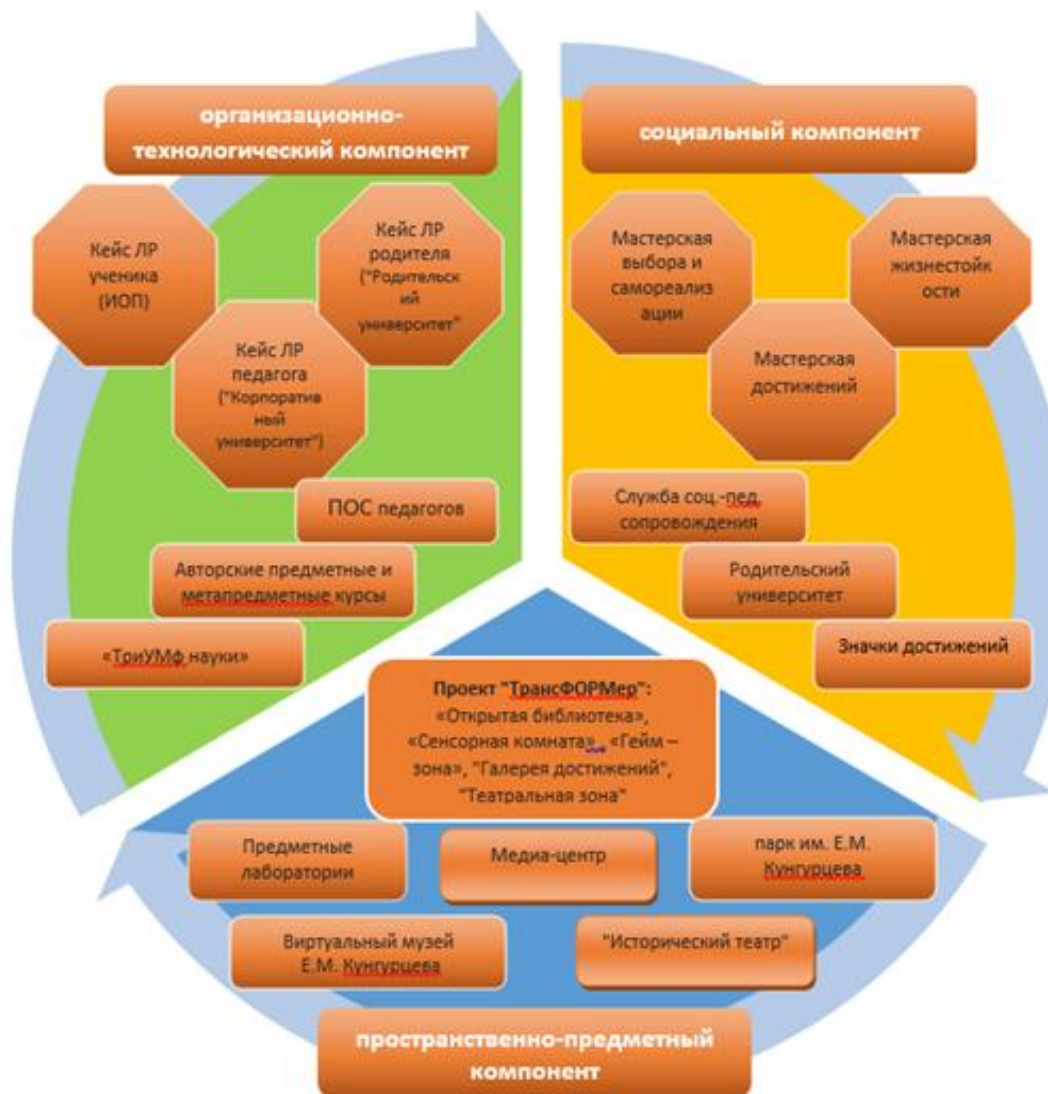 организационно-
технологический компонент
Кейс ЛР
ученика
(ИОП)
Кейс ЛР
родителя
("Родительск
ий
университет"
Кейс ЛР
педагога
("Корпоратив
ный
университет")
ПОС педагогов
Авторские предметные и
метапредметные курсы
«ТриУМф науки»
социальный компонент
Мастерская
выбора и
самореализ
ации
Мастерская
жизнестойк
ости
Мастерская
достижений
Служба соц.-пед.
сопровождения
Родительский
университет
Значки достижений
Проект "ТрансФОРМер":
«Открытая библиотека»,
«Сенсорная комната», «Гейм –
зона», "Галерея достижений",
"Театральная зона"
Предметные
лаборатории
Медиа-центр
парк им. Е.М.
Кунгурцева
Виртуальный музей
Е.М. Кунгурцева
"Исторический театр"
пространственно-предметный
компонент